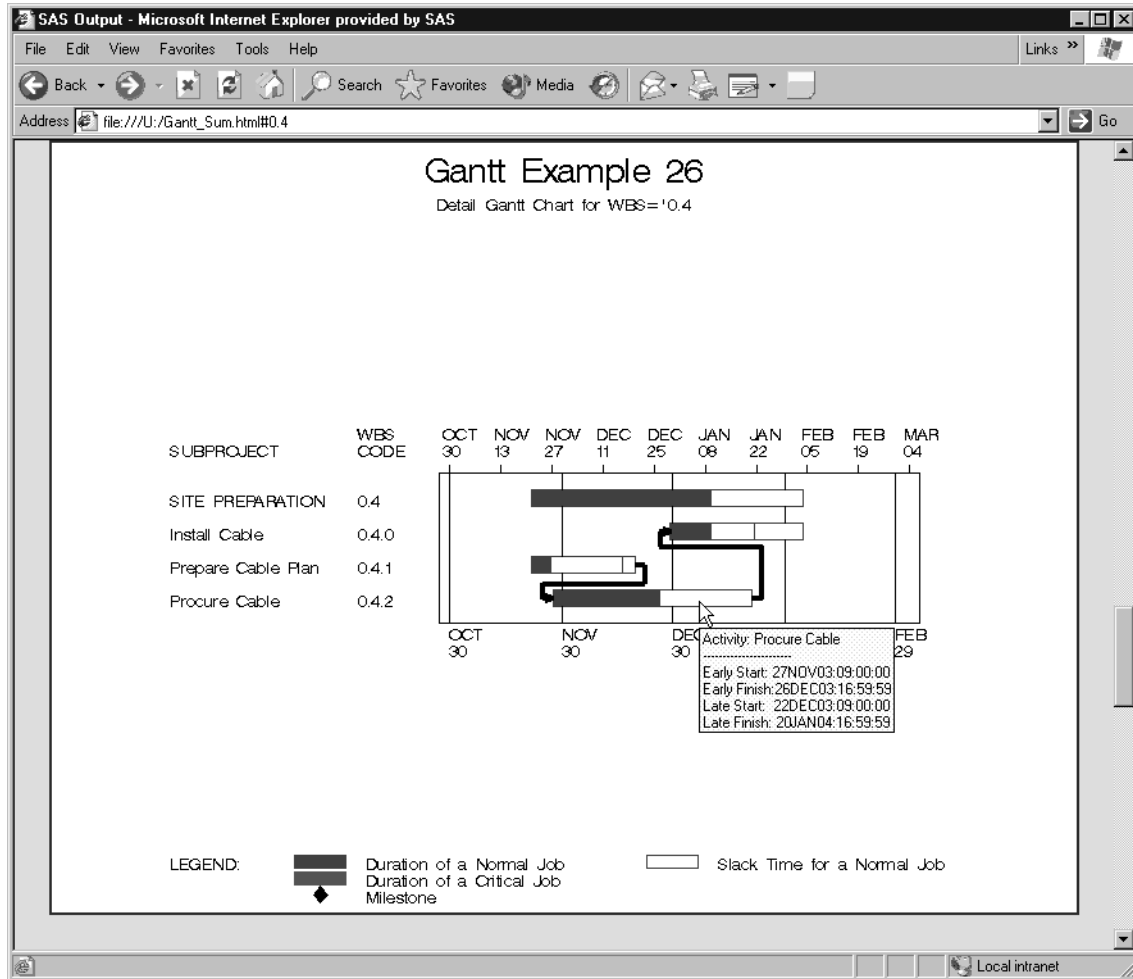 SAS Output - Microsoft Internet Explorer provided by SAS
File Edit View Favorites Tools Help Links »
Back Search Favorites Media
Address file:///U:/Gantt_Sum.html#0.4 Go
Gantt Example 26
Detail Gantt Chart for WBS='0.4
SUBPROJECT WBS CODE OCT 30 NOV 13 NOV 27 DEC 11 DEC 25 JAN 08 JAN 22 FEB 05 FEB 19 MAR 04
SITE PREPARATION 0.4
Install Cable 0.4.0
Prepare Cable Plan 0.4.1
Procure Cable 0.4.2
OCT 30 NOV 30 DEC 30 FEB 29
Activity: Procure Cable
----------------------
Early Start: 27NOV03:09:00:00
Early Finish:26DEC03:16:59:59
Late Start: 22DEC03:09:00:00
Late Finish: 20JAN04:16:59:59
LEGEND: Duration of a Normal Job Slack Time for a Normal Job
Duration of a Critical Job
Milestone
Local intranet